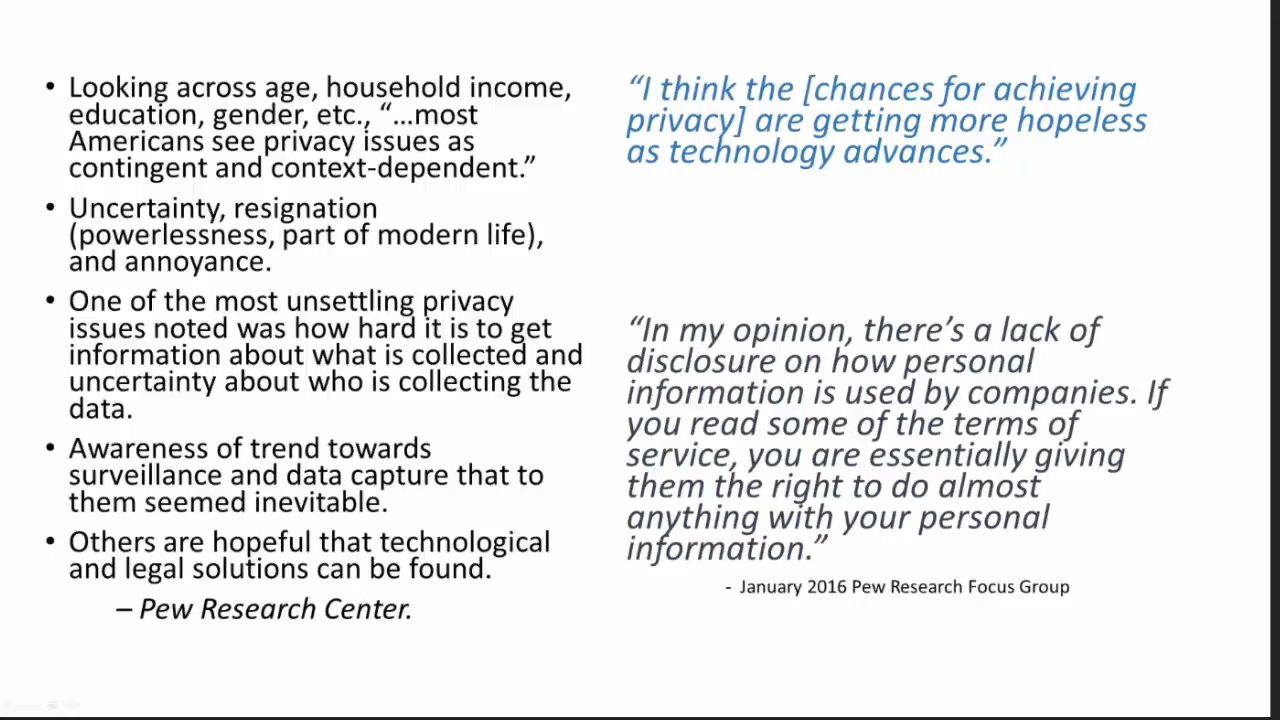 • Looking across age, household income,
education, gender, etc., “…most
Americans see privacy issues as
contingent and context-dependent.”
• Uncertainty, resignation
(powerlessness, part of modern life),
and annoyance.
• One of the most unsettling privacy
issues noted was how hard it is to get
information about what is collected and
uncertainty about who is collecting the
data.
• Awareness of trend towards
surveillance and data capture that to
them seemed inevitable.
• Others are hopeful that technological
and legal solutions can be found.
– Pew Research Center.
“I think the [chances for achieving
privacy] are getting more hopeless
as technology advances.”
“In my opinion, there’s a lack of
disclosure on how personal
information is used by companies. If
you read some of the terms of
service, you are essentially giving
them the right to do almost
anything with your personal
information.”
- January 2016 Pew Research Focus Group